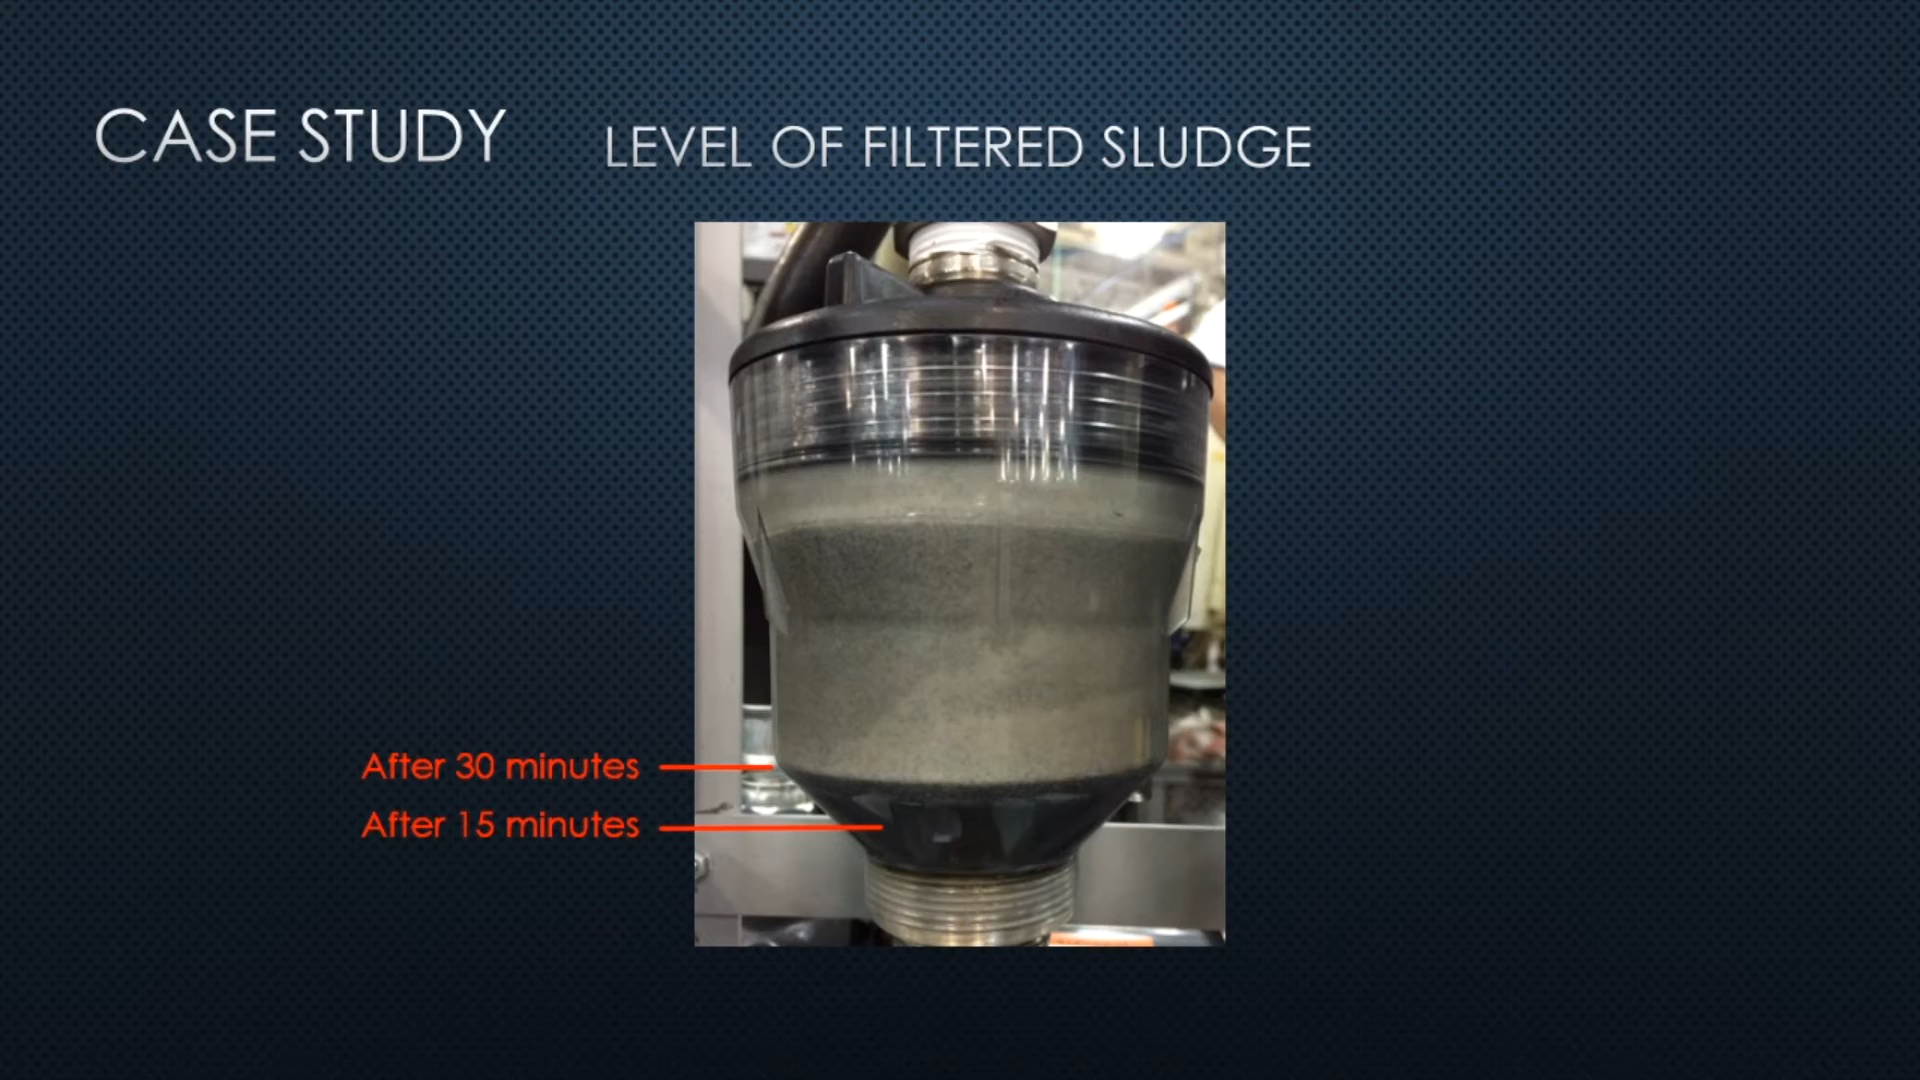 CASE STUDY
LEVEL OF FILTERED SLUDGE
After 30 minutes
After 15 minutes